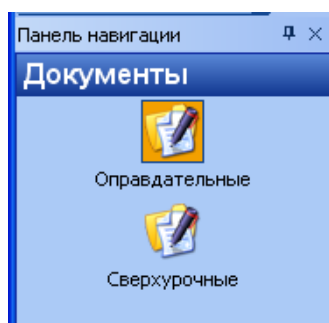 Панель навигации
Документы
Оправдательные
Сверхурочные